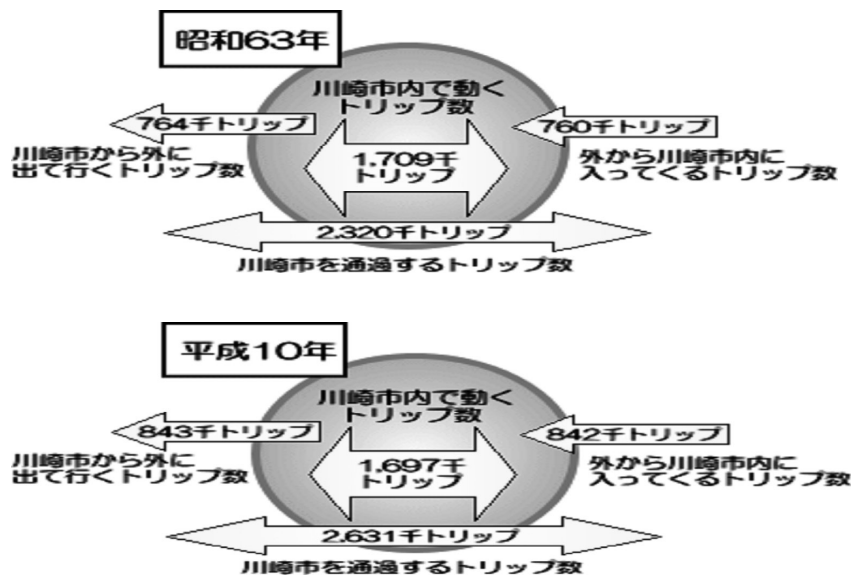 昭和63年
川崎市内で動く
トリップ数
764千トリップ
760千トリップ
川崎市から外に
出て行くトリップ数
1.709千
トリップ
外から川崎市内に
入ってくるトリップ数
2.320千トリップ
川崎市を通過するトリップ数
平成10年
川崎市内で動く
トリップ数
843千トリップ
842千トリップ
川崎市から外に
出て行くトリップ数
1.697千
トリップ
外から川崎市内に
入ってくるトリップ数
2.631千トリップ
川崎市を通過するトリップ数